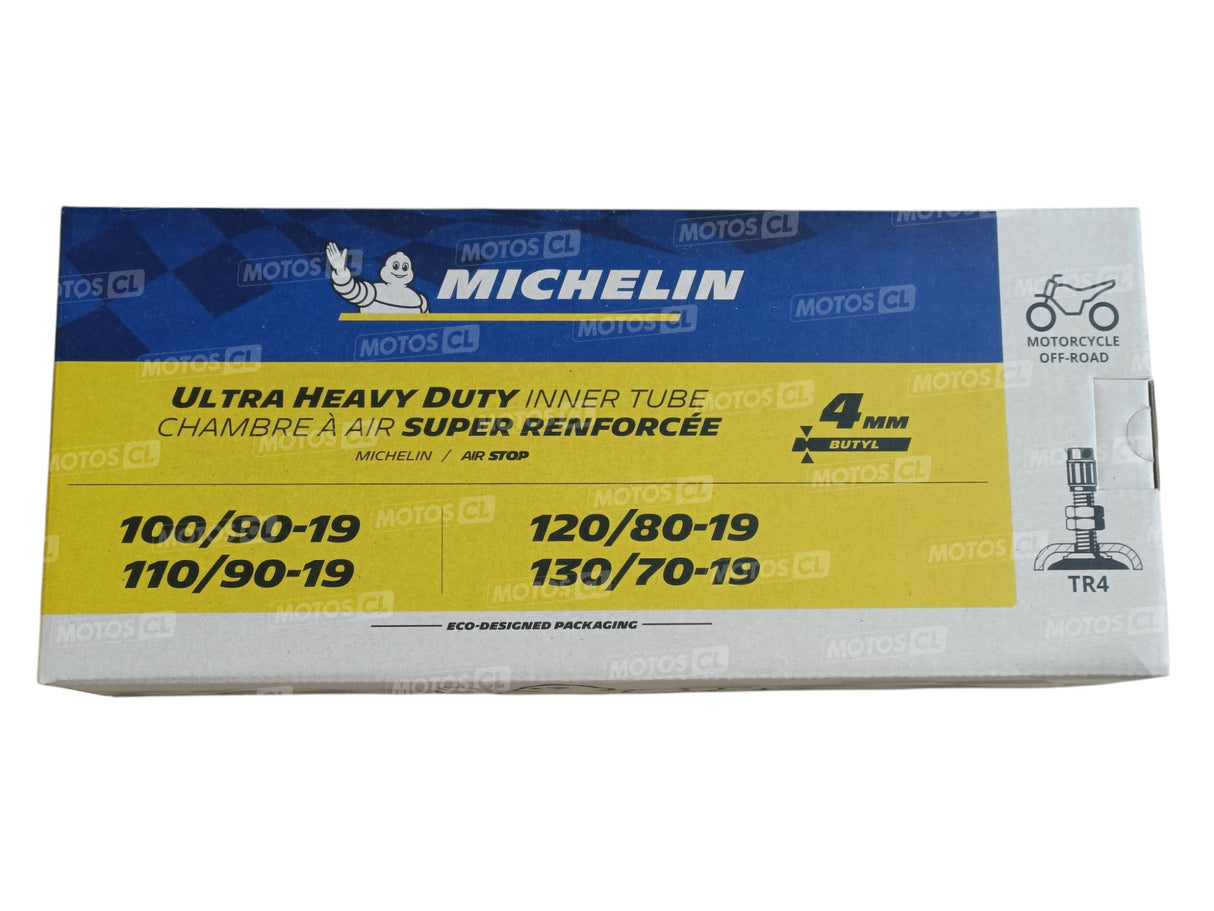 MICHELIN
MOTORCYCLE
OFF-ROAD
ULTRA HEAVY DUTY INNER TUBE
CHAMBRE À AIR SUPER RENFORCÉE
MICHELIN / AIR STOP
4MM
BUTYL
100/90-19
110/90-19
120/80-19
130/70-19
TR4
ECO-DESIGNED PACKAGING
MOTOS CL